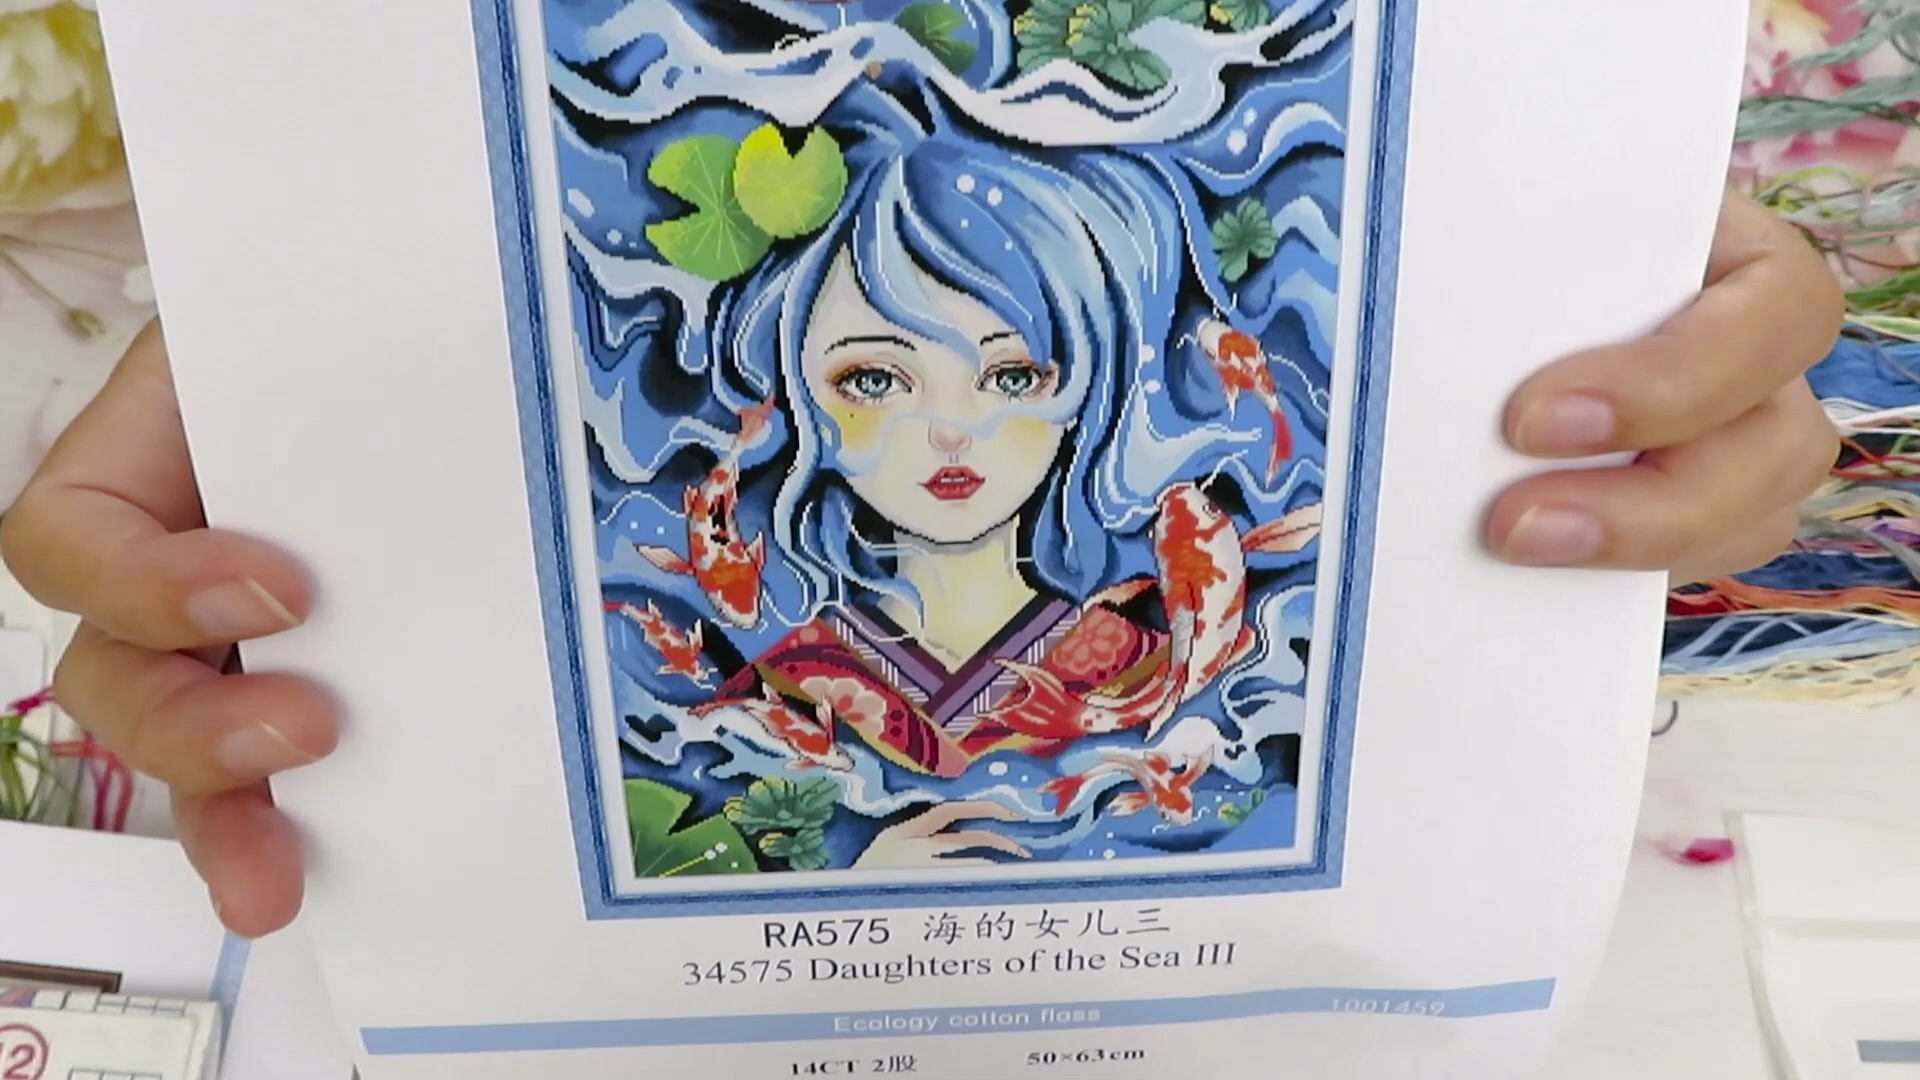 RA575 海的女儿三
34575 Daughters of the Sea III
Ecology cotton floss 1001459
14CT 2股 50×63cm
12